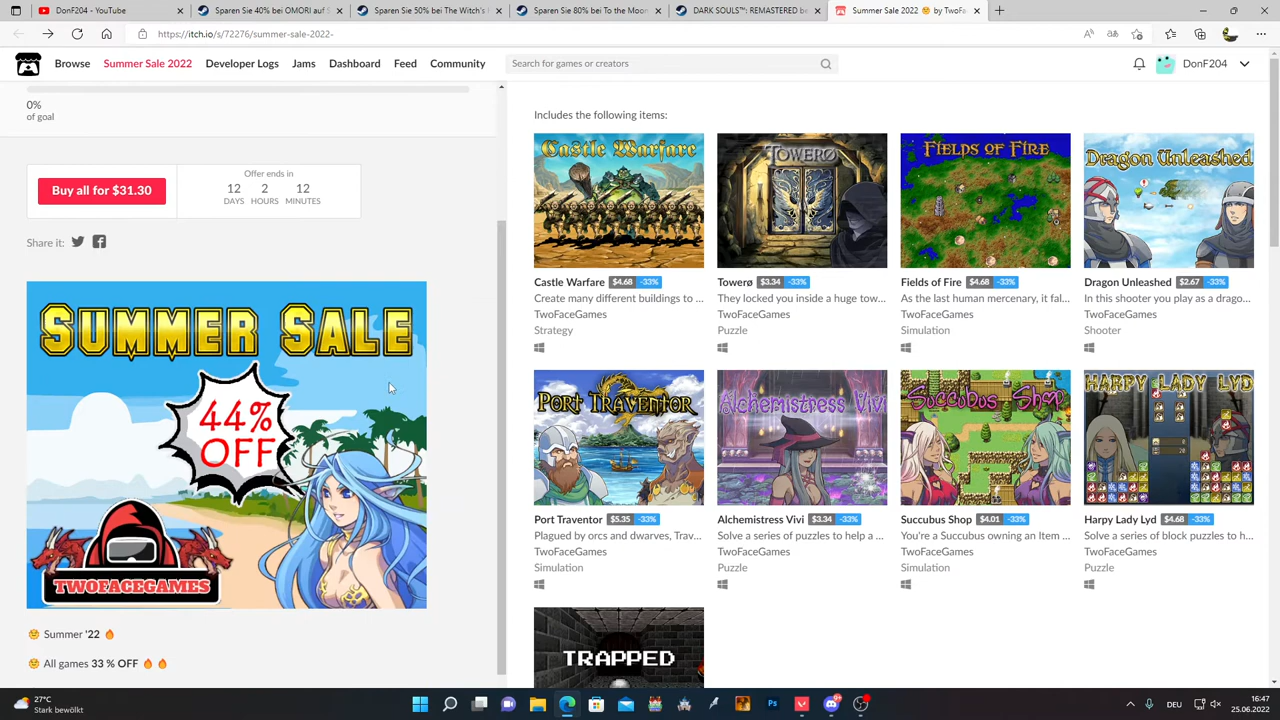 DonF204 - YouTube
Sparen Sie 40% bei OMORI auf S
Sparen Sie 50% bei The Witch's
Sparen Sie 80% bei To the Moon
DARK SOULS™: REMASTERED be
Summer Sale 2022 🌞 by TwoFa
https://itch.io/s/72276/summer-sale-2022-
Browse
Summer Sale 2022
Developer Logs
Jams
Dashboard
Feed
Community
Search for games or creators
DonF204
0%
of goal
Buy all for $31.30
Offer ends in
12 2 12
DAYS HOURS MINUTES
Share it:
SUMMER SALE
44%
OFF
TWOFACEGAMES
🌞 Summer '22 🔥
🌞 All games 33 % OFF 🔥 🔥
Includes the following items:
Castle Warfare
TOWERØ
FIELDS OF FIRE
Dragon Unleashed
Castle Warfare $4.68 -33%
Create many different buildings to ...
TwoFaceGames
Strategy
Towerø $3.34 -33%
They locked you inside a huge tow...
TwoFaceGames
Puzzle
Fields of Fire $4.68 -33%
As the last human mercenary, it fal...
TwoFaceGames
Simulation
Dragon Unleashed $2.67 -33%
In this shooter you play as a drago...
TwoFaceGames
Shooter
PORT TRAVENTOR
Alchemistress Vivi
Succubus Shop
HARPY LADY LYD
Port Traventor $5.35 -33%
Plagued by orcs and dwarves, Trav...
TwoFaceGames
Simulation
Alchemistress Vivi $3.34 -33%
Solve a series of puzzles to help a ...
TwoFaceGames
Puzzle
Succubus Shop $4.01 -33%
You're a Succubus owning an Item ...
TwoFaceGames
Simulation
Harpy Lady Lyd $4.68 -33%
Solve a series of block puzzles to h...
TwoFaceGames
Puzzle
TRAPPED
27°C
Stark bewölkt
DEU
16:47
25.06.2022